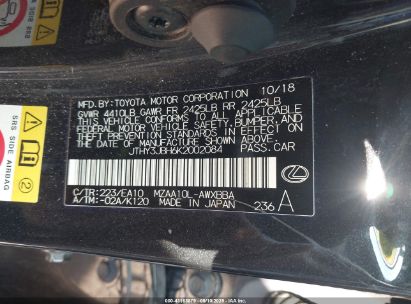 MFD.BY:TOYOTA MOTOR CORPORATION 10/18
GVWR 4410LB GAWR FR 2425LB RR 2425LB
THIS VEHICLE CONFORMS TO ALL APPLICABLE
FEDERAL MOTOR VEHICLE SAFETY, BUMPER, AND
THEFT PREVENTION STANDARDS IN EFFECT ON
THE DATE OF MANUFACTURE SHOWN ABOVE.
JTHY3JBH6K2002084 PASS.CAR
C/TR:223/EA10 MZAA10L-AWXBBA
A/TM:-02A/K120 MADE IN JAPAN 236 A
SRS SIDE AIRBAG